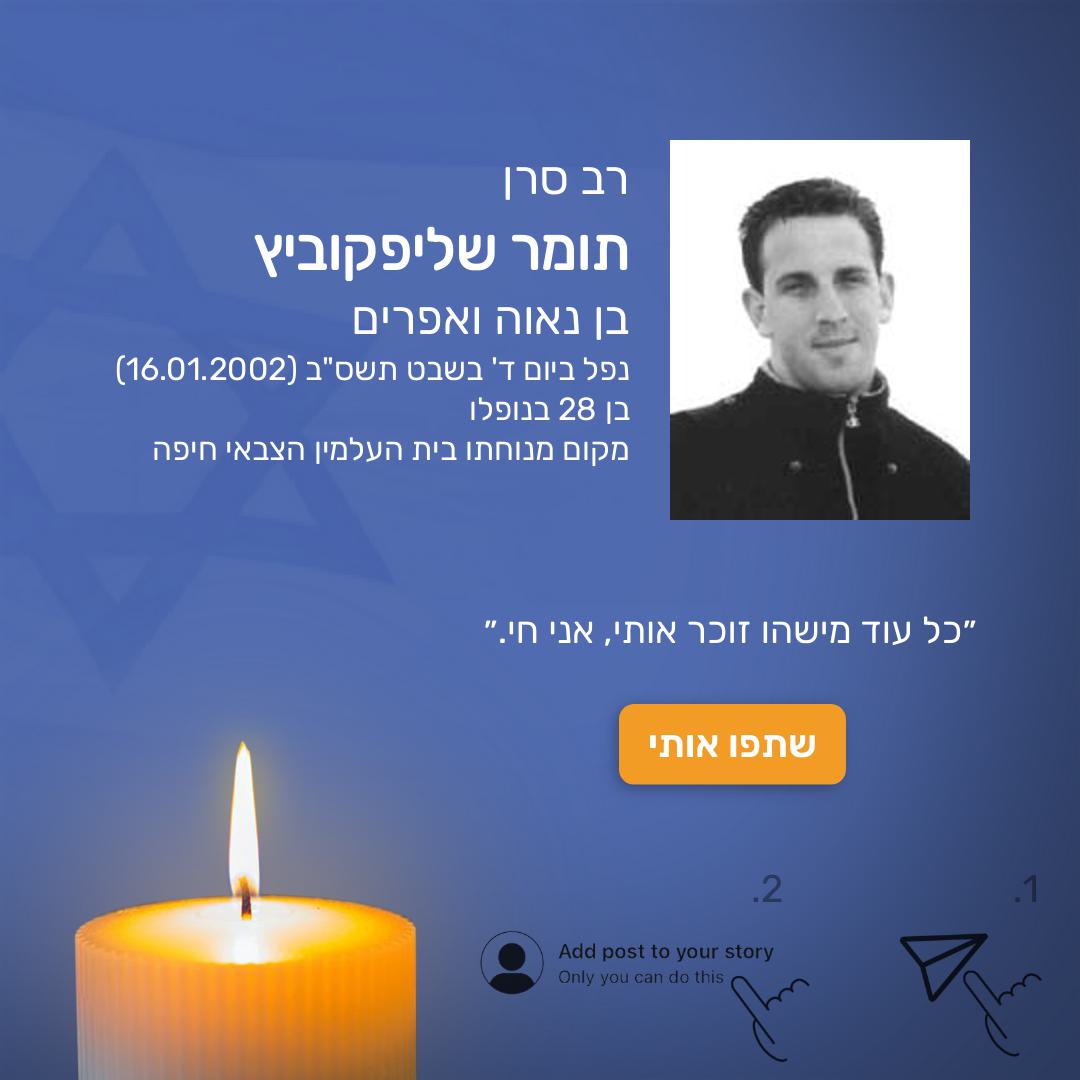 רב סרן
תומר שליפקוביץ
בן נאוה ואפרים
נפל ביום ד' בשבט תשס"ב (16.01.2002)
בן 28 בנופלו
מקום מנוחתו בית העלמין הצבאי חיפה
״כל עוד מישהו זוכר אותי, אני חי.״
שתפו אותי
1.
2.
Add post to your story
Only you can do this